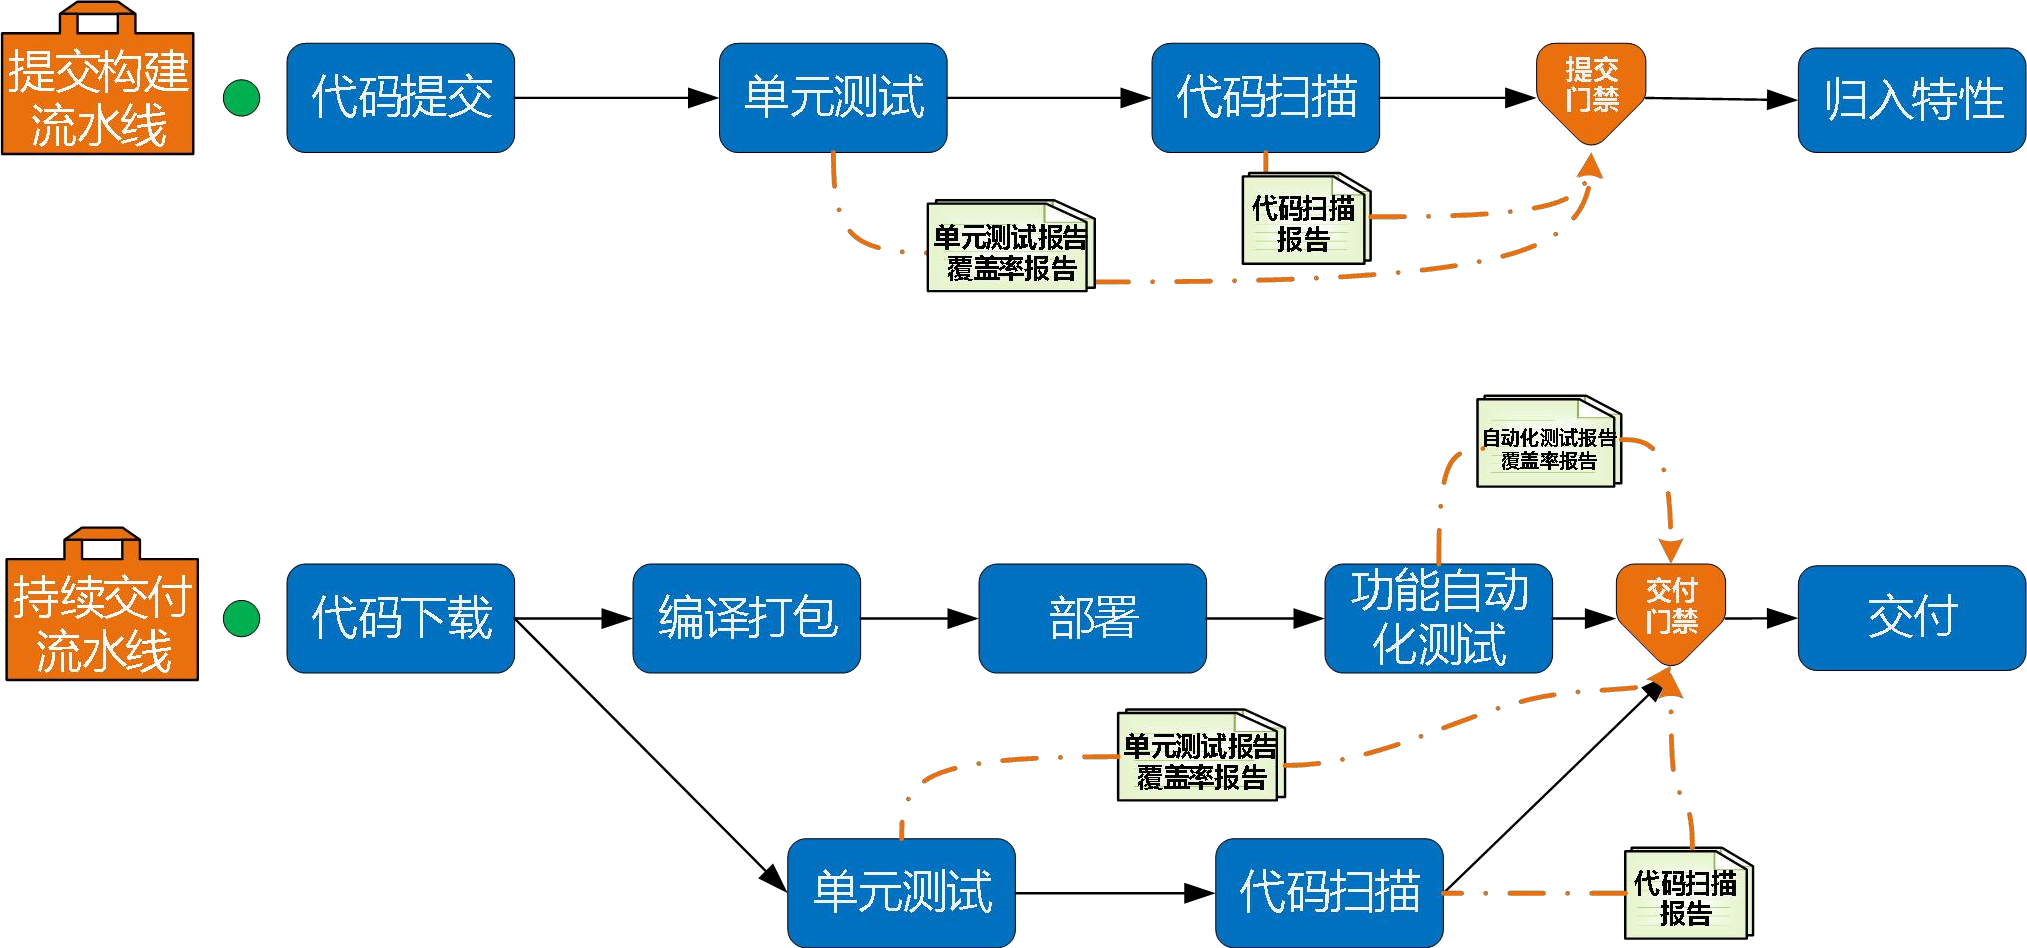 提交构建
流水线
代码提交
单元测试
代码扫描
提交
门禁
归入特性
单元测试报告
覆盖率报告
代码扫描
报告
自动化测试报告
覆盖率报告
持续交付
流水线
代码下载
编译打包
部署
功能自动
化测试
交付
门禁
交付
单元测试报告
覆盖率报告
单元测试
代码扫描
代码扫描
报告